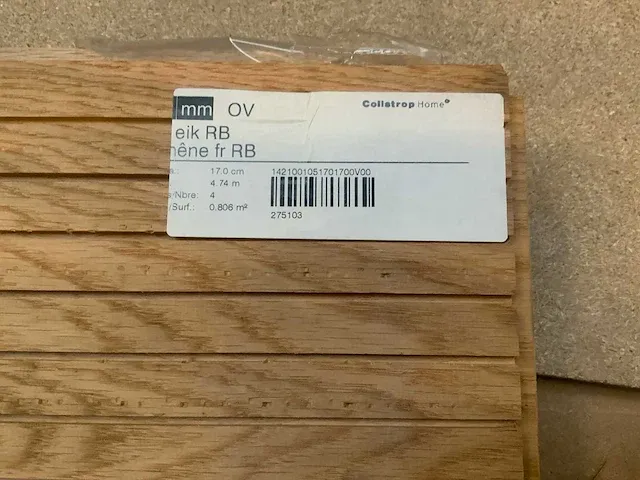 mm OV
Collstrop Home
eik RB
hêne fr RB
17.0 cm
4.74 m
Nbre: 4
/Surf.: 0.806 m²
1421001051701700V00
275103